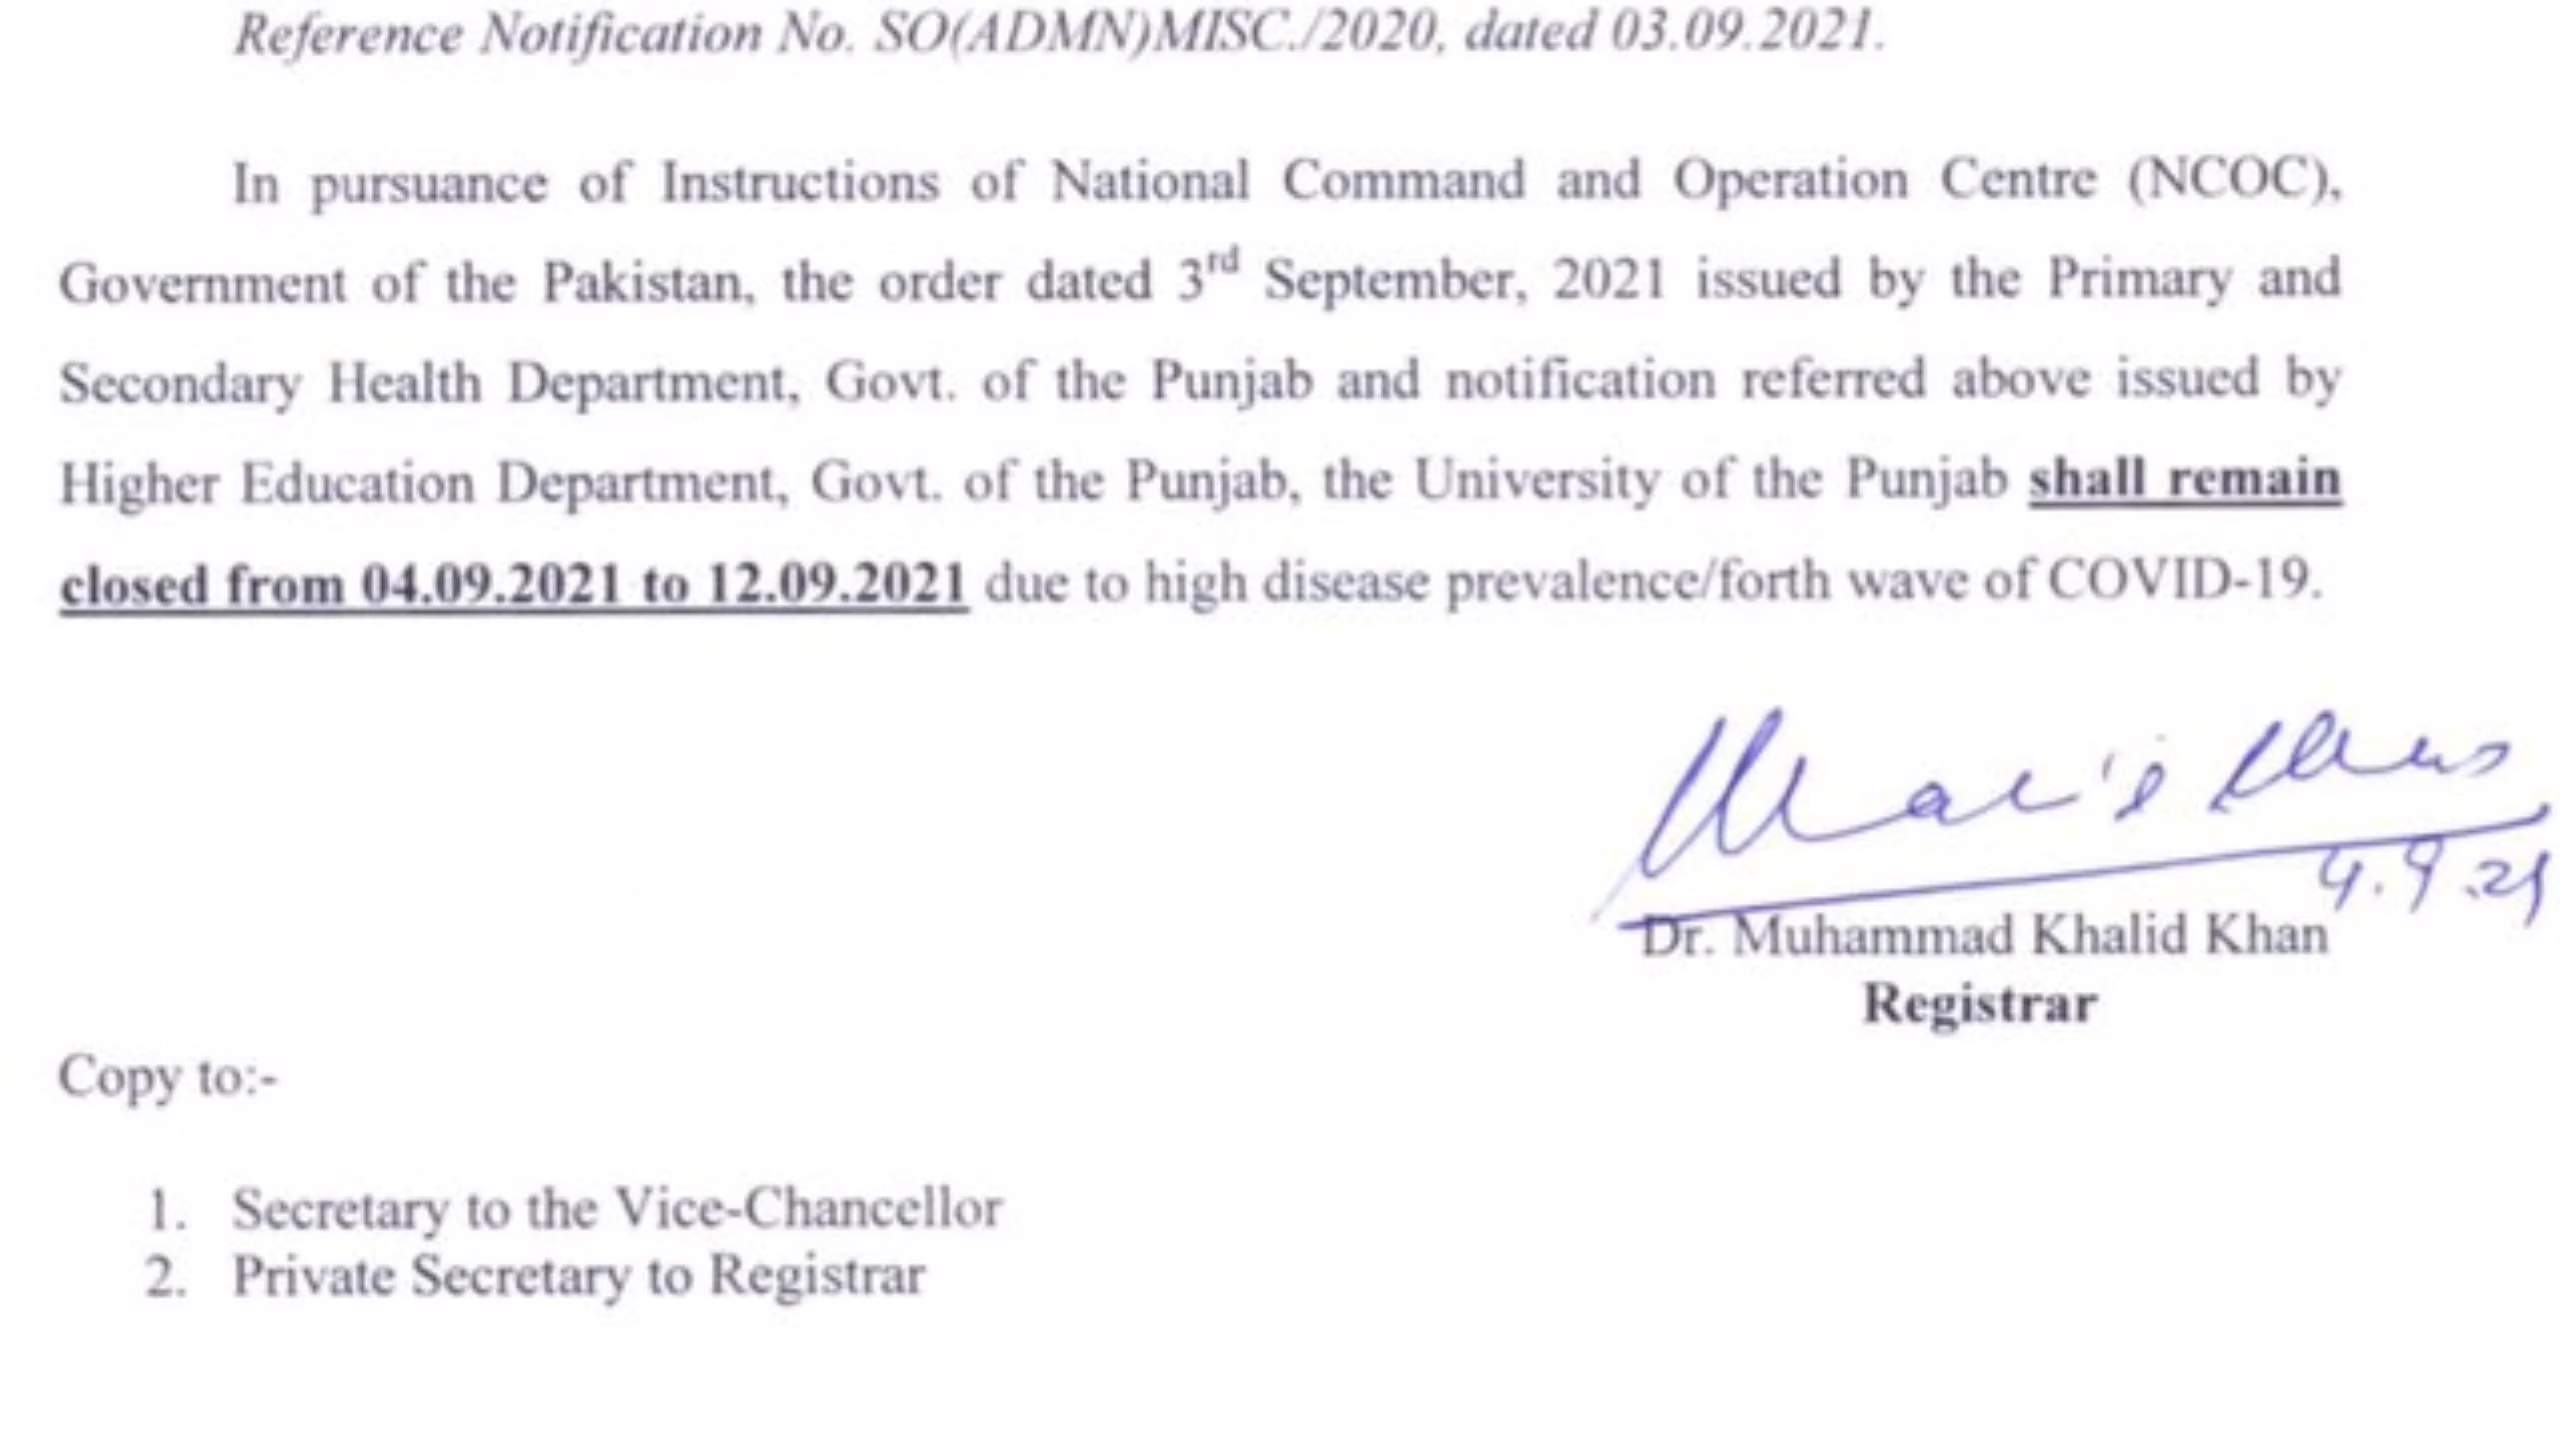 Reference Notification No. SO(ADMN)MISC./2020, dated 03.09.2021.
In pursuance of Instructions of National Command and Operation Centre (NCOC),
Government of the Pakistan, the order dated 3rd September, 2021 issued by the Primary and
Secondary Health Department, Govt. of the Punjab and notification referred above issued by
Higher Education Department, Govt. of the Punjab, the University of the Punjab shall remain
closed from 04.09.2021 to 12.09.2021 due to high disease prevalence/forth wave of COVID-19.
4.9.21
Dr. Muhammad Khalid Khan
Registrar
Copy to:-
1. Secretary to the Vice-Chancellor
2. Private Secretary to Registrar